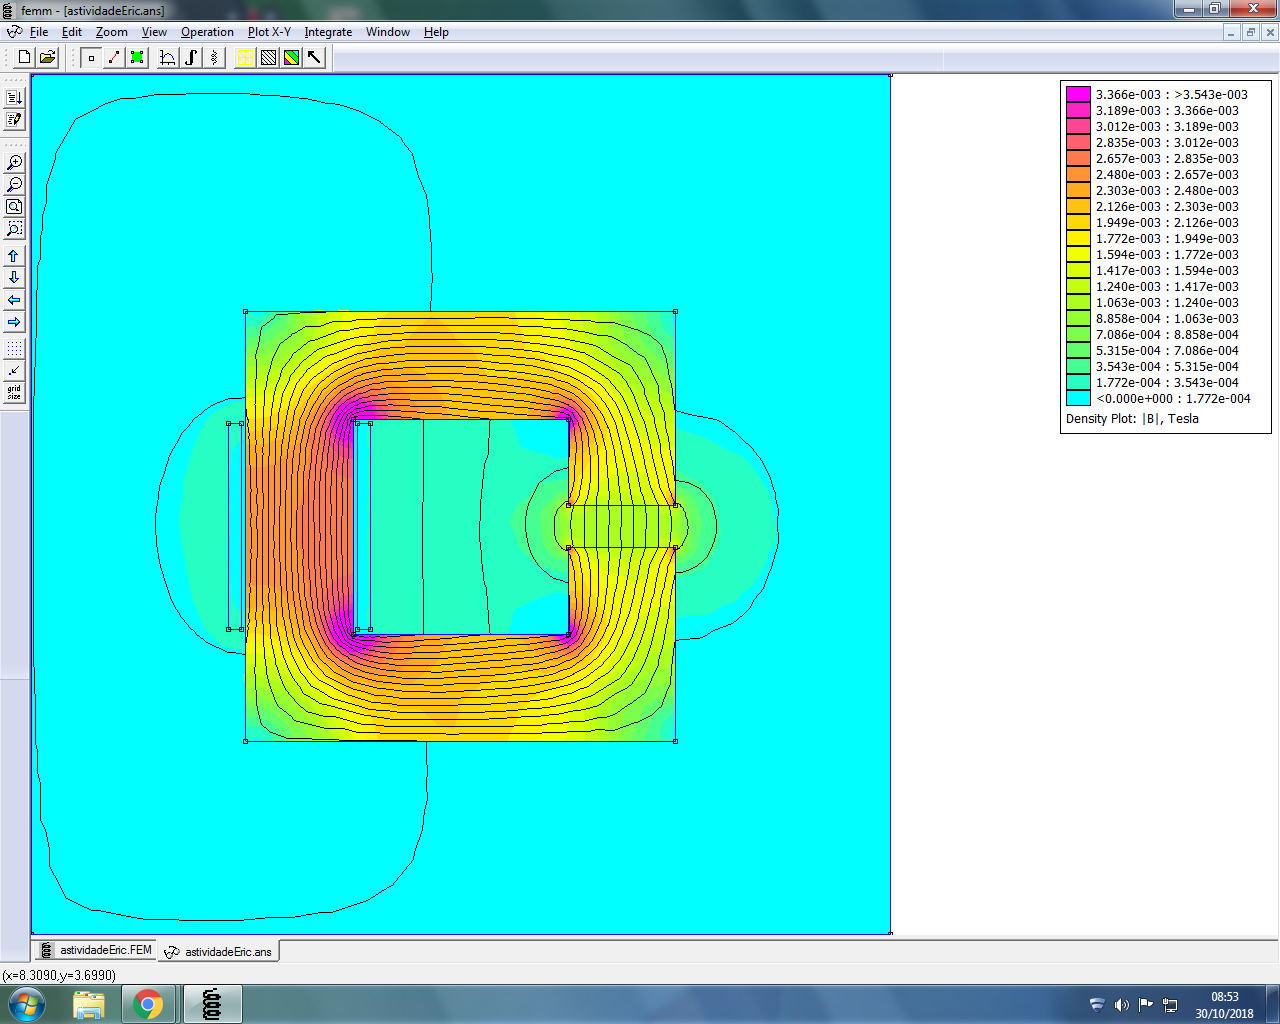 femm - [astividadeEric.ans]
File Edit Zoom View Operation Plot X-Y Integrate Window Help
grid
size
3.366e-003 : >3.543e-003
3.189e-003 : 3.366e-003
3.012e-003 : 3.189e-003
2.835e-003 : 3.012e-003
2.657e-003 : 2.835e-003
2.480e-003 : 2.657e-003
2.303e-003 : 2.480e-003
2.126e-003 : 2.303e-003
1.949e-003 : 2.126e-003
1.772e-003 : 1.949e-003
1.594e-003 : 1.772e-003
1.417e-003 : 1.594e-003
1.240e-003 : 1.417e-003
1.063e-003 : 1.240e-003
8.858e-004 : 1.063e-003
7.086e-004 : 8.858e-004
5.315e-004 : 7.086e-004
3.543e-004 : 5.315e-004
1.772e-004 : 3.543e-004
<0.000e+000 : 1.772e-004
Density Plot: |B|, Tesla
astividadeEric.FEM
astividadeEric.ans
(x=8.3090,y=3.6990)
08:53
30/10/2018